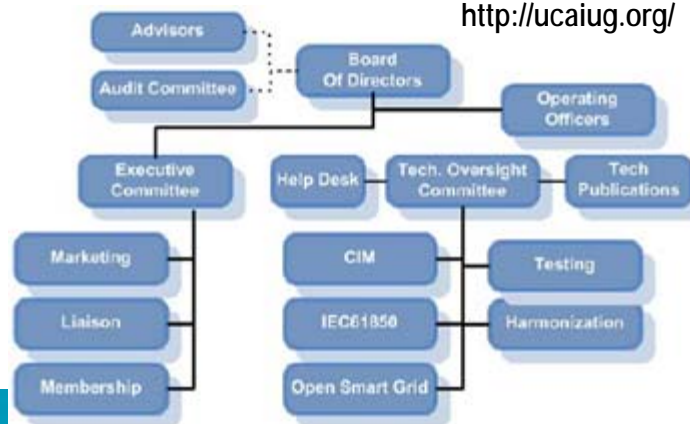 http://ucaiug.org/
Advisors
Board
Of Directors
Audit Committee
Operating
Officers
Executive
Committee
Help Desk
Tech. Oversight
Committee
Tech
Publications
Marketing
CIM
Testing
Liaison
IEC61850
Harmonization
Membership
Open Smart Grid